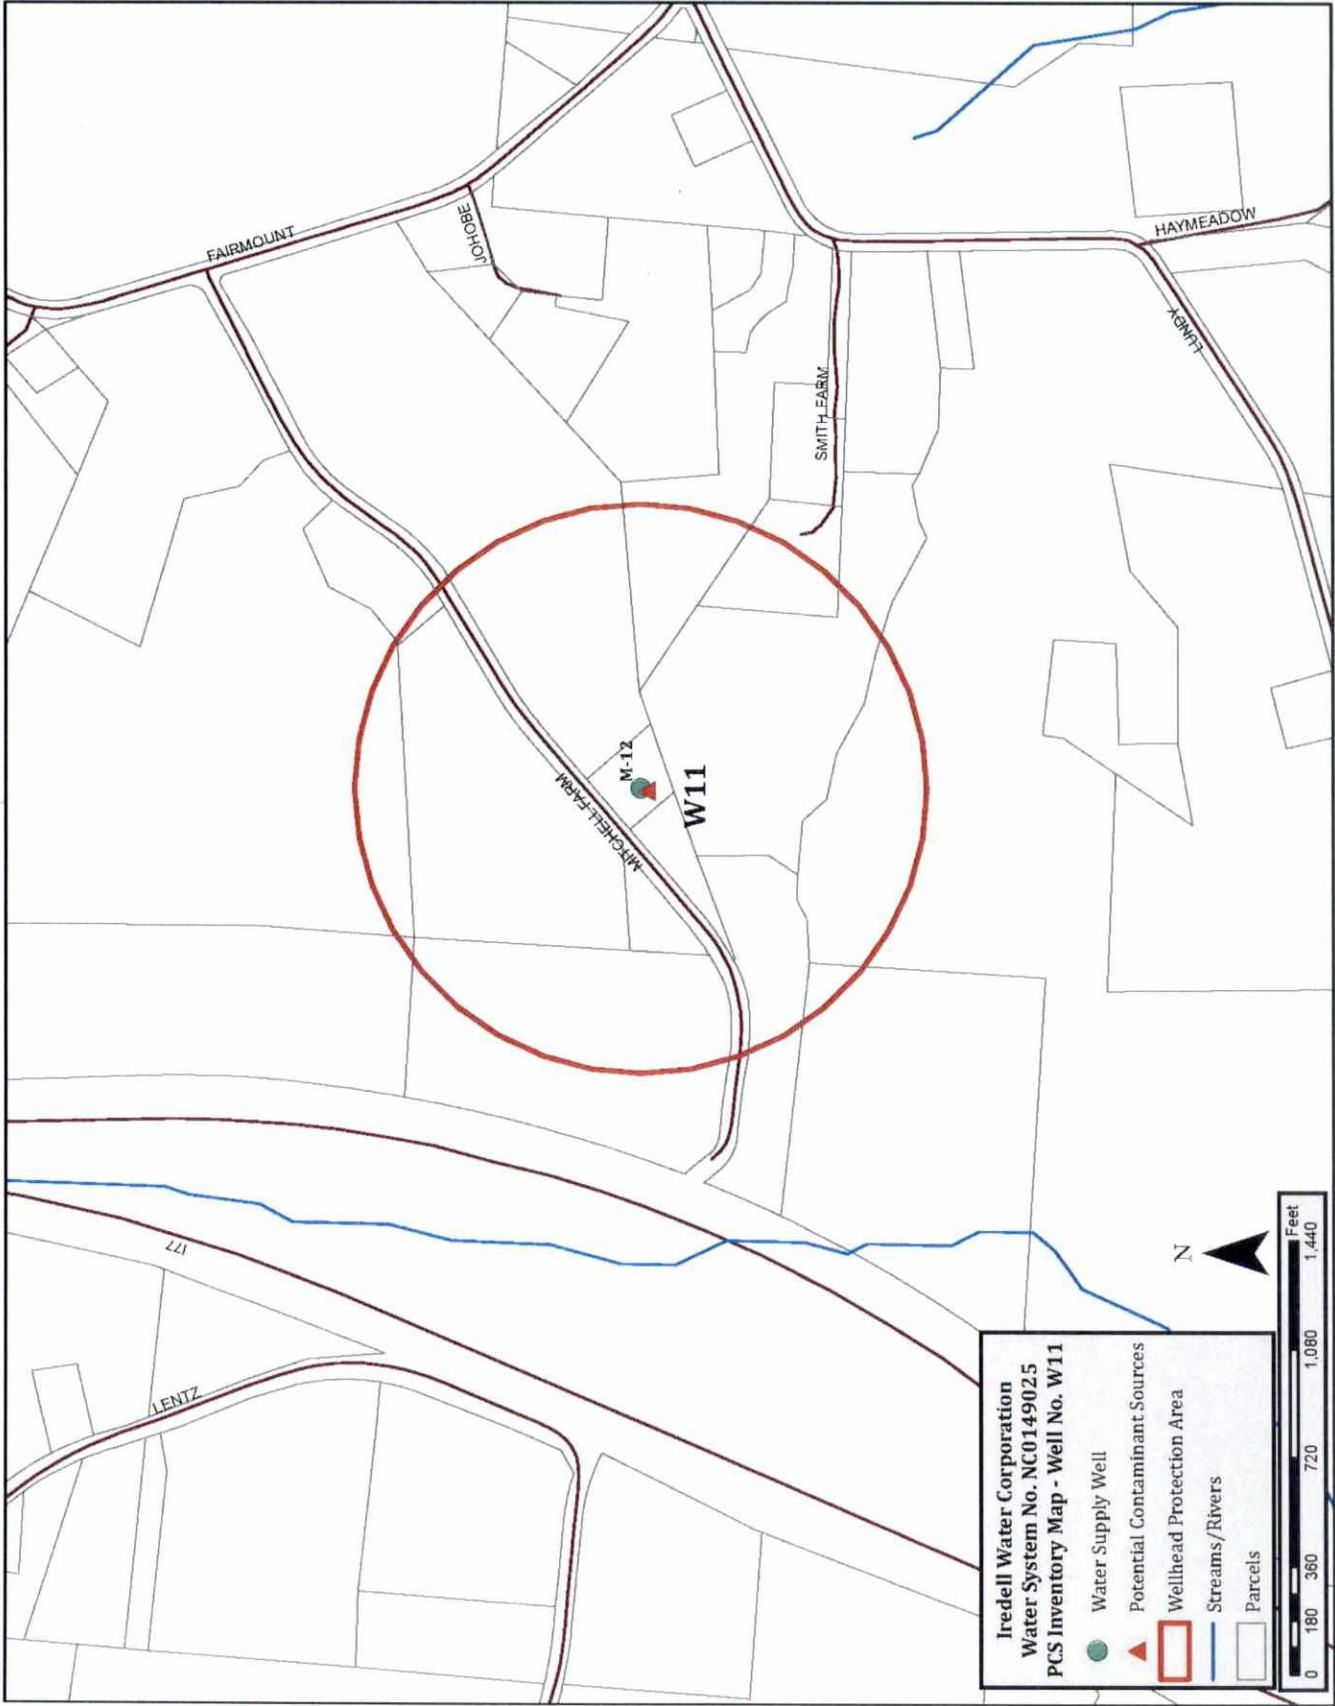 FAIRMOUNT
JOHOBE
HAYMEADOW
LUNDY
SMITH FARM
MITCHELL FARM
M-12
W11
I77
LENTZ
N
Iredell Water Corporation
Water System No. NC0149025
PCS Inventory Map - Well No. W11
Water Supply Well
Potential Contaminant Sources
Wellhead Protection Area
Streams/Rivers
Parcels
0 180 360 720 1,080 1,440
Feet